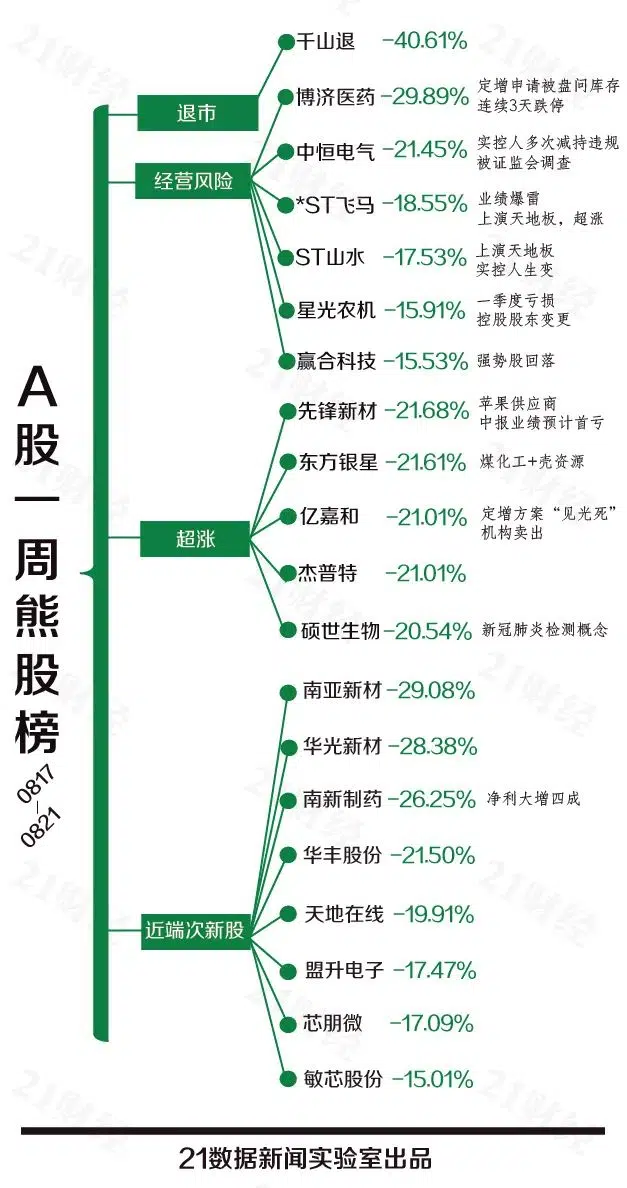 A股一周熊股榜
0817
—
0821
退市
千山退 -40.61%
经营风险
博济医药 -29.89% 定增申请被盘问库存
连续3天跌停
中恒电气 -21.45% 实控人多次减持违规
被证监会调查
*ST飞马 -18.55% 业绩爆雷
上演天地板，超涨
ST山水 -17.53% 上演天地板
实控人生变
星光农机 -15.91% 一季度亏损
控股股东变更
赢合科技 -15.53% 强势股回落
超涨
先锋新材 -21.68% 苹果供应商
中报业绩预计首亏
东方银星 -21.61% 煤化工+壳资源
亿嘉和 -21.01% 定增方案“见光死”
机构卖出
杰普特 -21.01%
硕世生物 -20.54% 新冠肺炎检测概念
近端次新股
南亚新材 -29.08%
华光新材 -28.38%
南新制药 -26.25% 净利大增四成
华丰股份 -21.50%
天地在线 -19.91%
盟升电子 -17.47%
芯朋微 -17.09%
敏芯股份 -15.01%
21数据新闻实验室出品
21财经